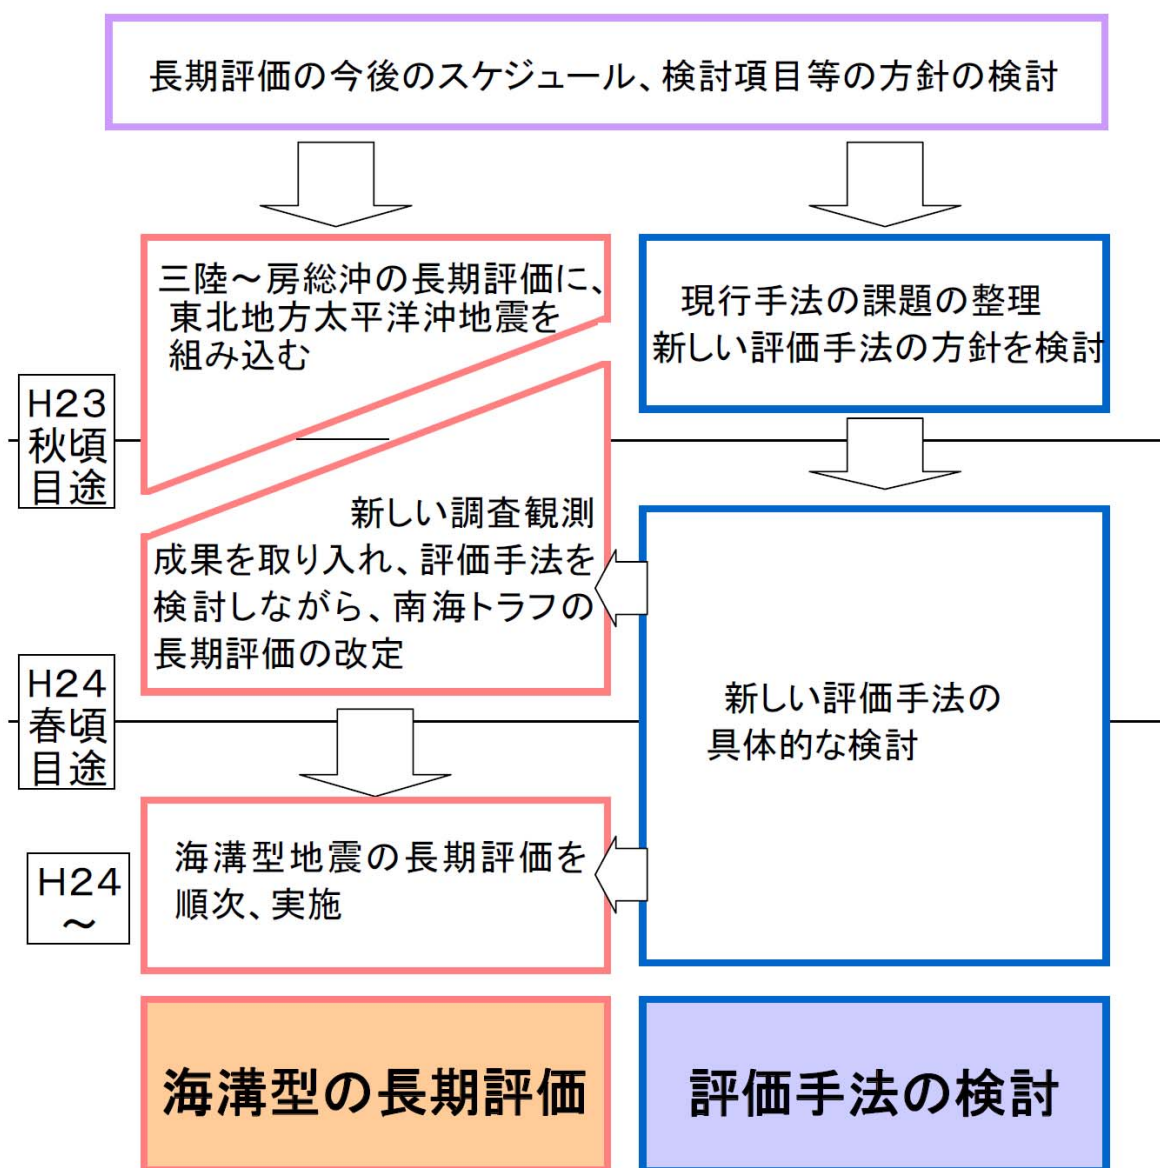 長期評価の今後のスケジュール、検討項目等の方針の検討
三陸～房総沖の長期評価に、
東北地方太平洋沖地震を
組み込む
現行手法の課題の整理
新しい評価手法の方針を検討
H23
秋頃
目途
新しい調査観測
成果を取り入れ、評価手法を
検討しながら、南海トラフの
長期評価の改定
H24
春頃
目途
新しい評価手法の
具体的な検討
H24
～
海溝型地震の長期評価を
順次、実施
海溝型の長期評価
評価手法の検討